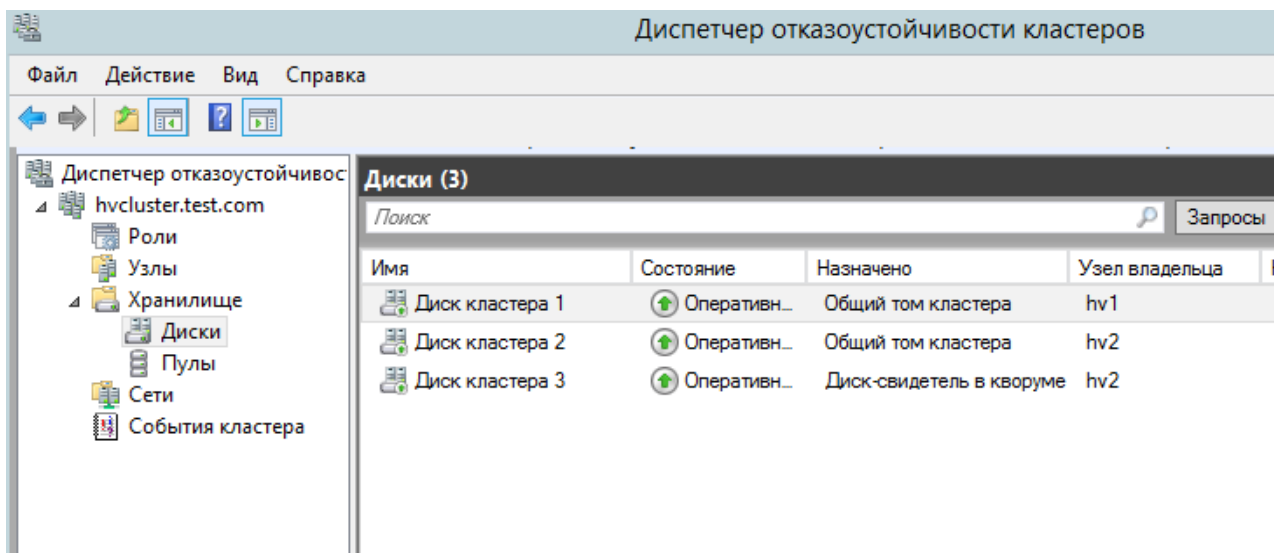 Диспетчер отказоустойчивости кластеров
Файл Действие Вид Справка
Диспетчер отказоустойчивос
hvcluster.test.com
Роли
Узлы
Хранилище
Диски
Пулы
Сети
События кластера
Диски (3)
Поиск Запросы
Имя Состояние Назначено Узел владельца
Диск кластера 1 Оперативн... Общий том кластера hv1
Диск кластера 2 Оперативн... Общий том кластера hv2
Диск кластера 3 Оперативн... Диск-свидетель в кворуме hv2